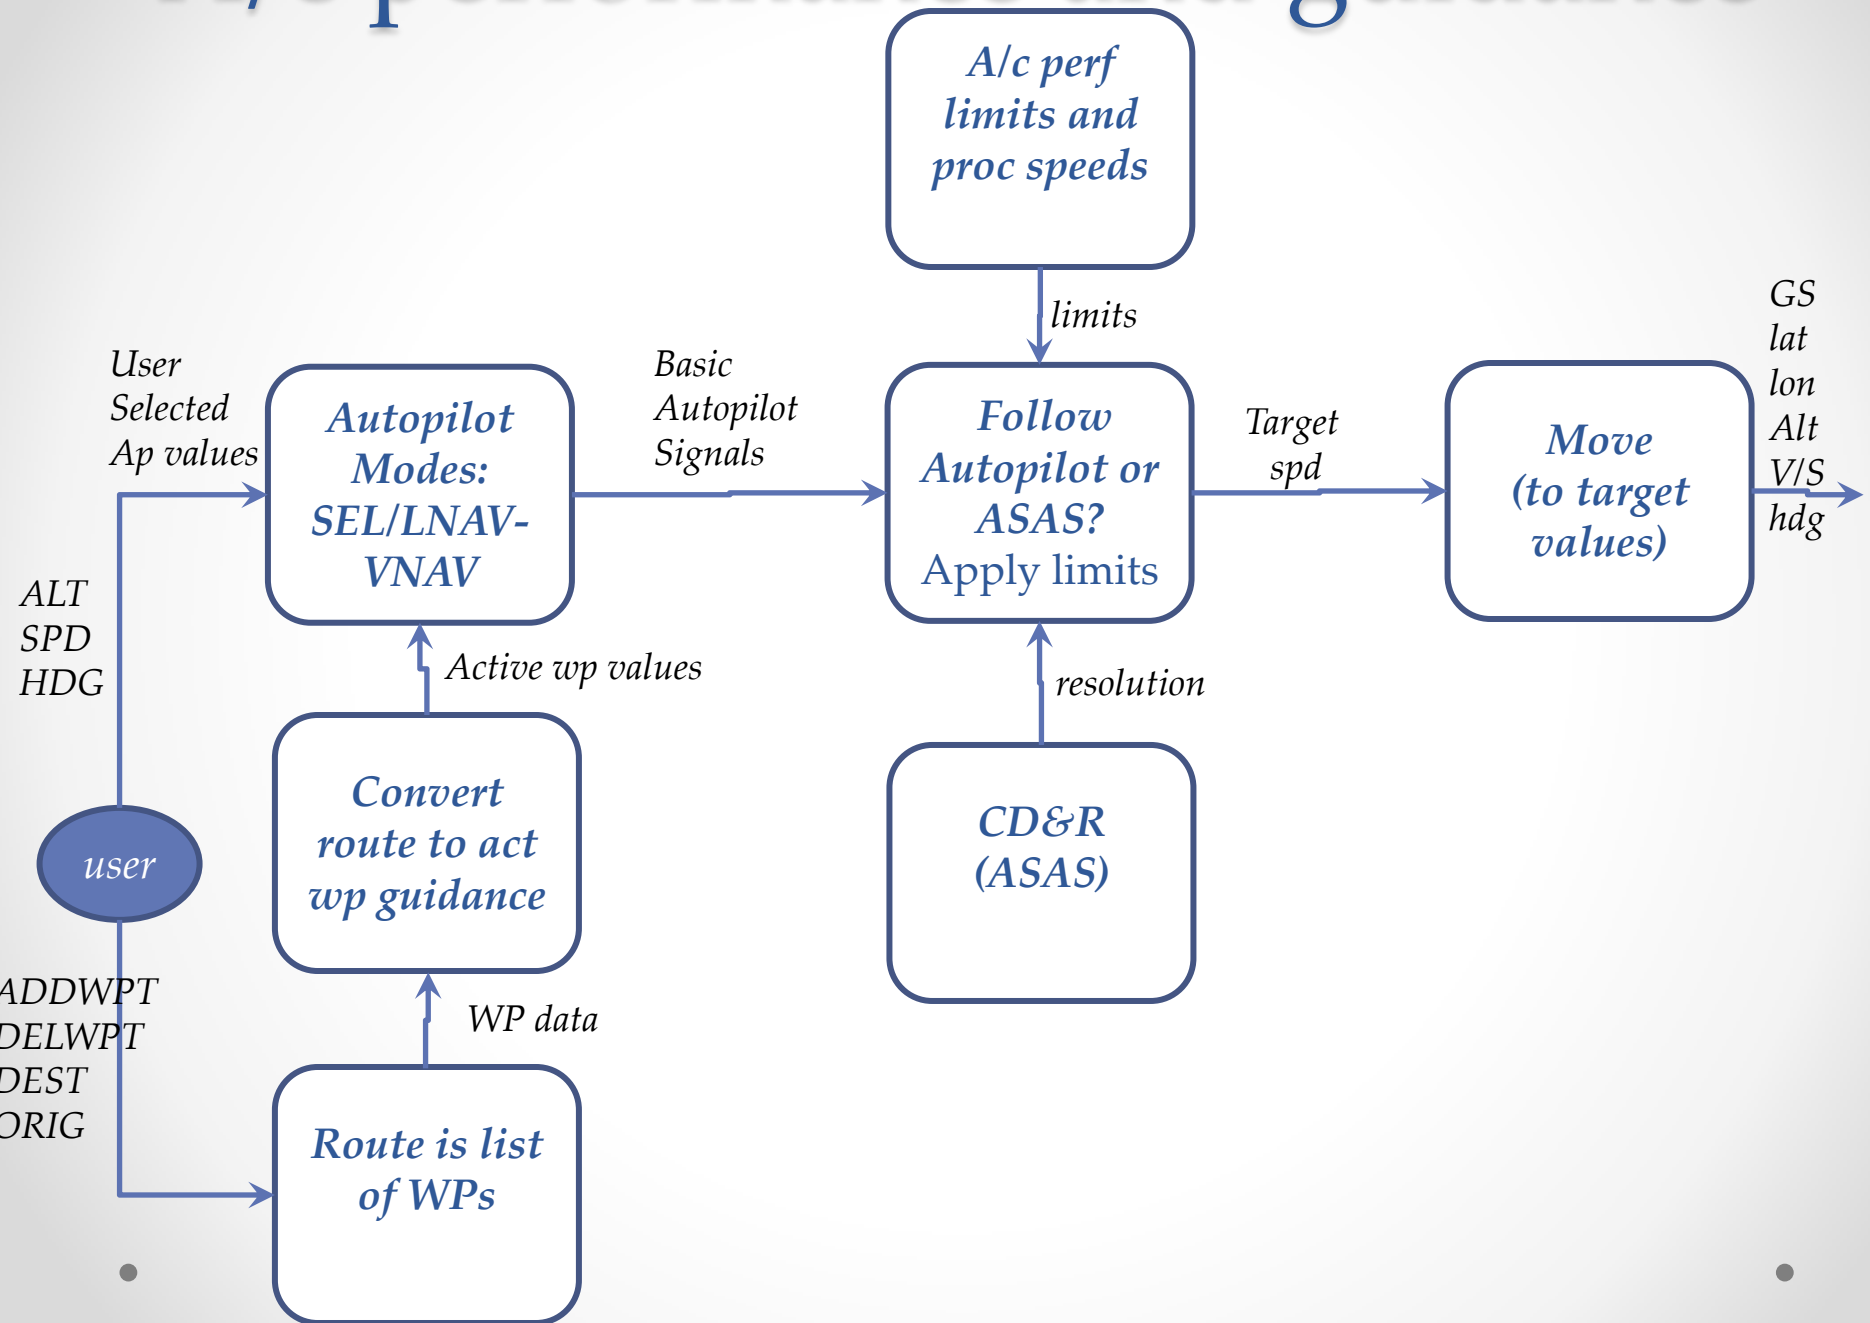 A/c perf
limits and
proc speeds
limits
GS
lat
lon
Alt
V/S
hdg
User
Selected
Ap values
Autopilot
Modes:
SEL/LNAV-
VNAV
Basic
Autopilot
Signals
Follow
Autopilot or
ASAS?
Apply limits
Target
spd
Move
(to target
values)
ALT
SPD
HDG
Active wp values
resolution
user
Convert
route to act
wp guidance
CD&R
(ASAS)
ADDWPT
DELWPT
DEST
ORIG
WP data
Route is list
of WPs